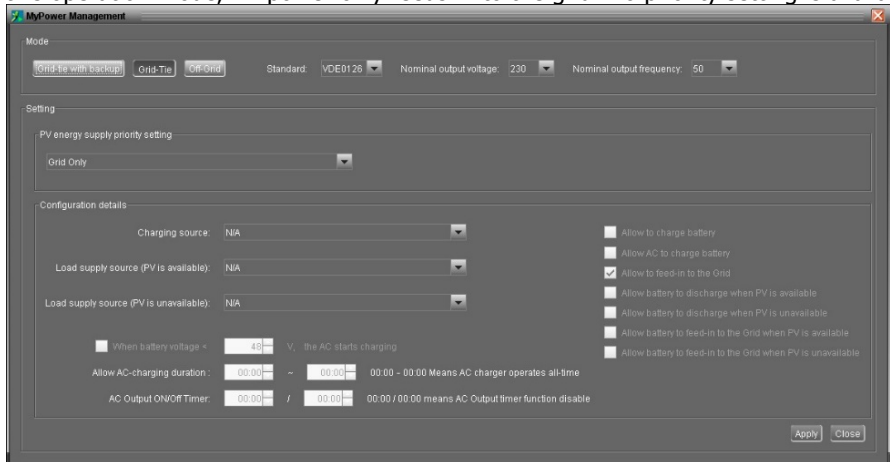 MyPower Management
Mode
Grid-tie with backup Grid-Tie Off-Grid Standard: VDE0126 Nominal output voltage: 230 Nominal output frequency: 50
Setting
PV energy supply priority setting
Grid Only
Configuration details
Charging source: N/A
Load supply source (PV is available): N/A
Load supply source (PV is unavailable): N/A
Allow to charge battery
Allow AC to charge battery
Allow to feed-in to the Grid
Allow battery to discharge when PV is available
Allow battery to discharge when PV is unavailable
Allow battery to feed-in to the Grid when PV is available
Allow battery to feed-in to the Grid when PV is unavailable
When battery voltage < 48 V, the AC starts charging
Allow AC-charging duration : 00:00 ~ 00:00 00:00 ~ 00:00 Means AC charger operates all-time
AC Output ON/Off Timer: 00:00 / 00:00 00:00 / 00:00 means AC Output timer function disable
Apply Close